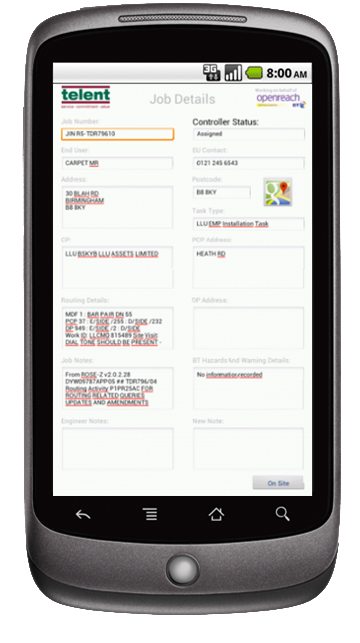 3G
8:00 AM
telent
Job Details
Working on behalf of
openreach
BT
Job Number:
JIN R5-TDR79610
Controller Status:
Assigned
End User:
CARPET MR
EU Contact:
0121 245 6543
Address:
30 BLAH RD
BIRMINGHAM
B8 8KY
Postcode:
B8 8KY
Task Type:
LLU EMP Installation Task
CP:
LLU BSKYB LLU ASSETS LIMITED
PCP Address:
HEATH RD
Routing Details:
MDF 1 : BAR PAIR DN 55
PCP 37 : E/SIDE /255 : D/SIDE /232
DP 949 : E/SIDE /2 : D/SIDE
Work ID: LLCMO 815489 Site Visit:
DIAL TONE SHOULD BE PRESENT -
SP Address:
Job Notes:
From ROSE-Z v2.0.2.28
DYW05787APP05 ## TDR796/04
Routing Activity P1PR25AC FOR
ROUTING RELATED QUERIES
UPDATES AND AMENDMENTS
BT Hazards And Warning Details:
No informationrecorded
Engineer Notes:
New Note:
On Site